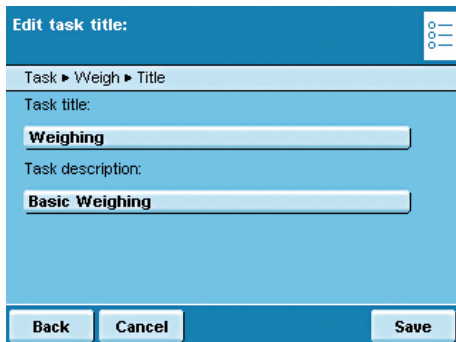 Edit task title:
Task ▸ Weigh ▸ Title
Task title:
Weighing
Task description:
Basic Weighing
Back Cancel Save